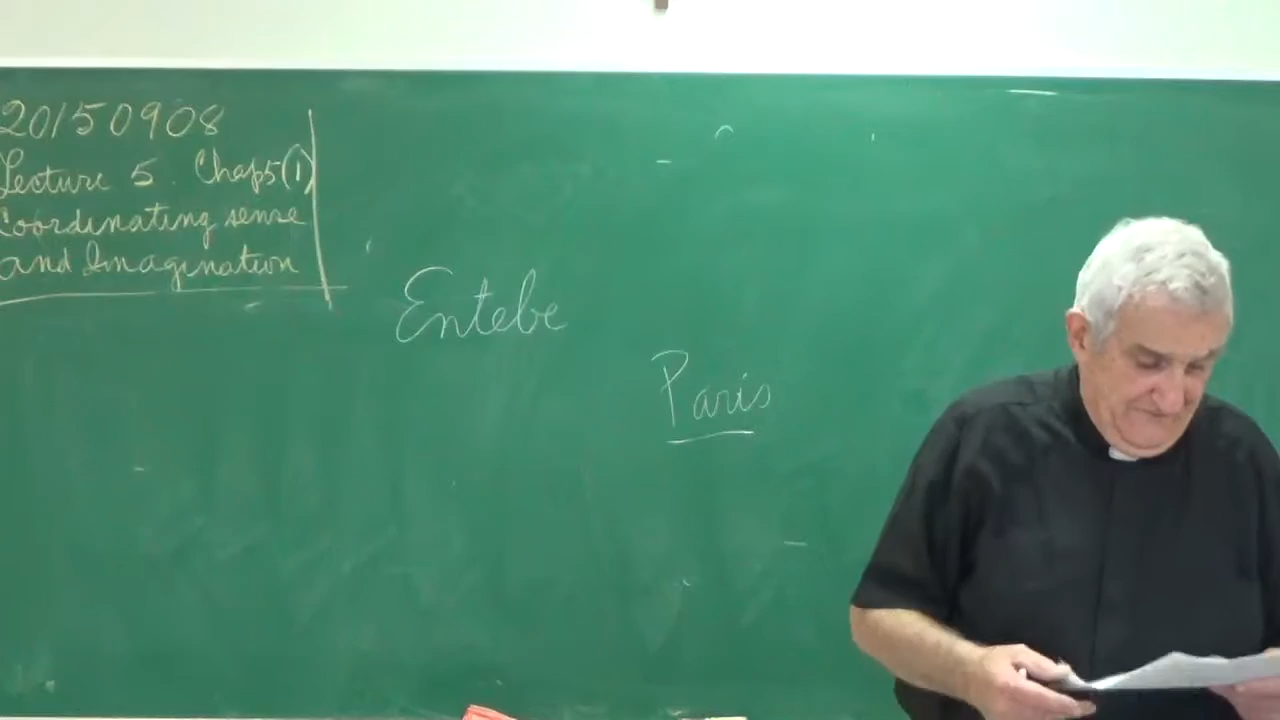 20150908
Lecture 5. Chap5(1)
Coordinating sense
and Imagination
Entebe
Paris